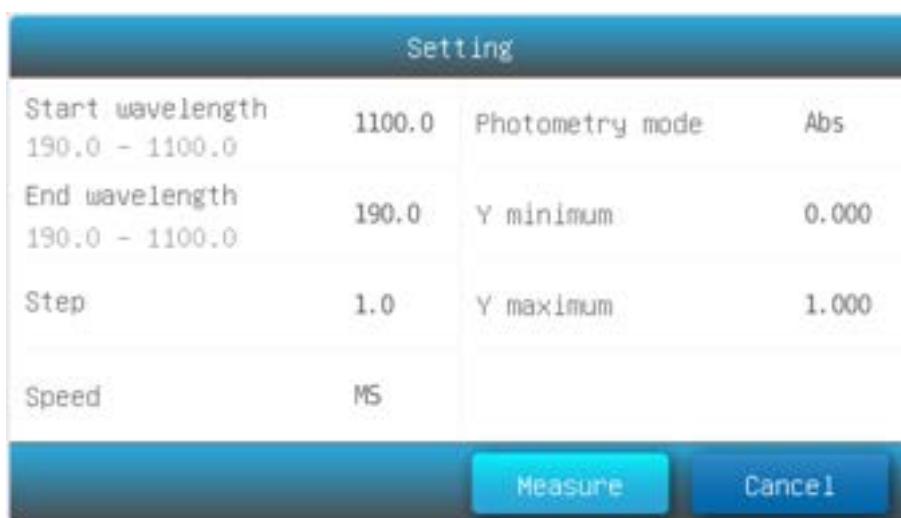 Setting
Start wavelength 1100.0 Photometry mode Abs
190.0 - 1100.0
End wavelength 190.0 Y minimum 0.000
190.0 - 1100.0
Step 1.0 Y maximum 1.000
Speed MS
Measure Cancel